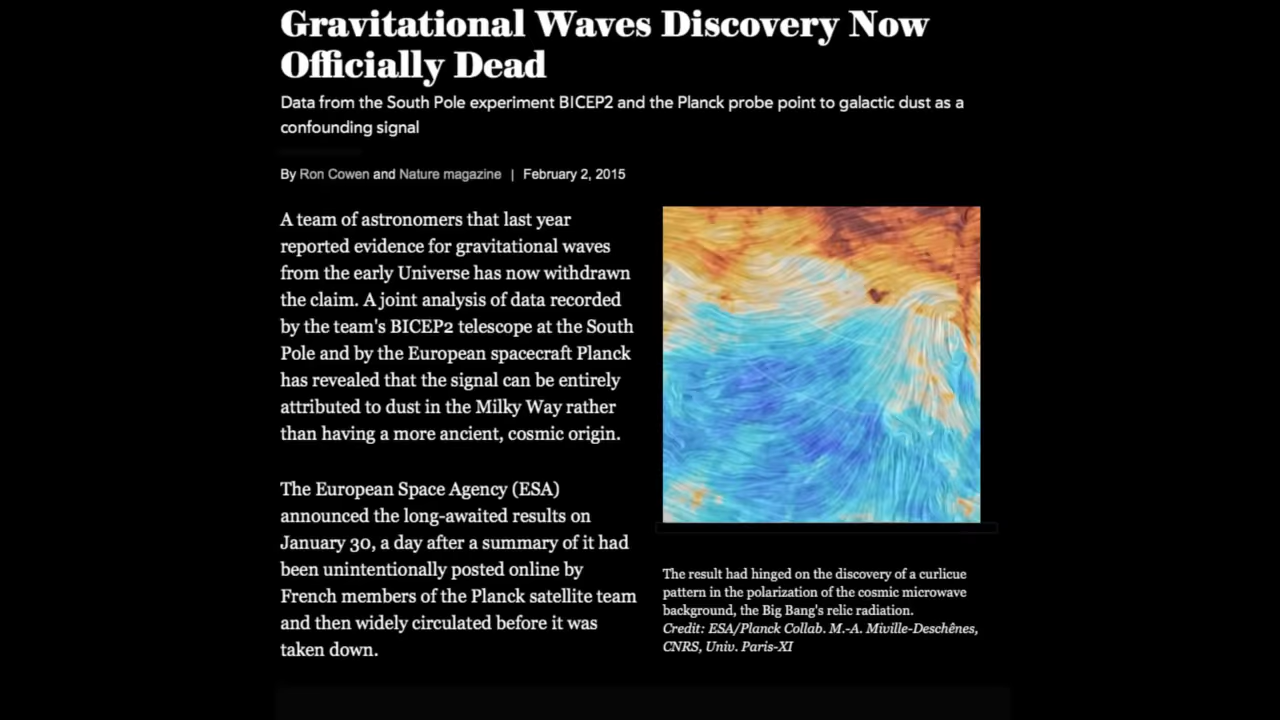 Gravitational Waves Discovery Now
Officially Dead
Data from the South Pole experiment BICEP2 and the Planck probe point to galactic dust as a
confounding signal
By Ron Cowen and Nature magazine | February 2, 2015
A team of astronomers that last year
reported evidence for gravitational waves
from the early Universe has now withdrawn
the claim. A joint analysis of data recorded
by the team's BICEP2 telescope at the South
Pole and by the European spacecraft Planck
has revealed that the signal can be entirely
attributed to dust in the Milky Way rather
than having a more ancient, cosmic origin.
The European Space Agency (ESA)
announced the long-awaited results on
January 30, a day after a summary of it had
been unintentionally posted online by
French members of the Planck satellite team
and then widely circulated before it was
taken down.
The result had hinged on the discovery of a curlicue
pattern in the polarization of the cosmic microwave
background, the Big Bang's relic radiation.
Credit: ESA/Planck Collab. M.-A. Miville-Deschênes,
CNRS, Univ. Paris-XI